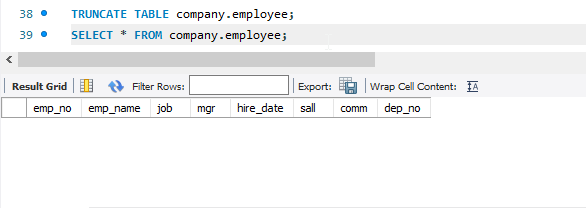 38 TRUNCATE TABLE company.employee;
39 SELECT * FROM company.employee;
Result Grid Filter Rows: Export: Wrap Cell Content:
emp_no emp_name job mgr hire_date sall comm dep_no